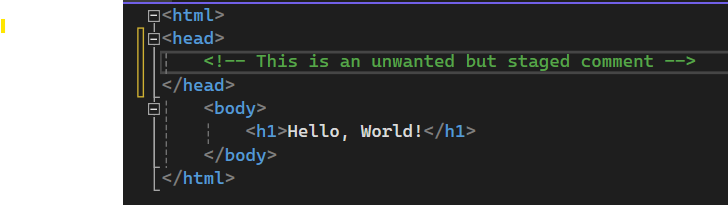 <html>
<head>
<!-- This is an unwanted but staged comment -->
</head>
<body>
<h1>Hello, World!</h1>
</body>
</html>